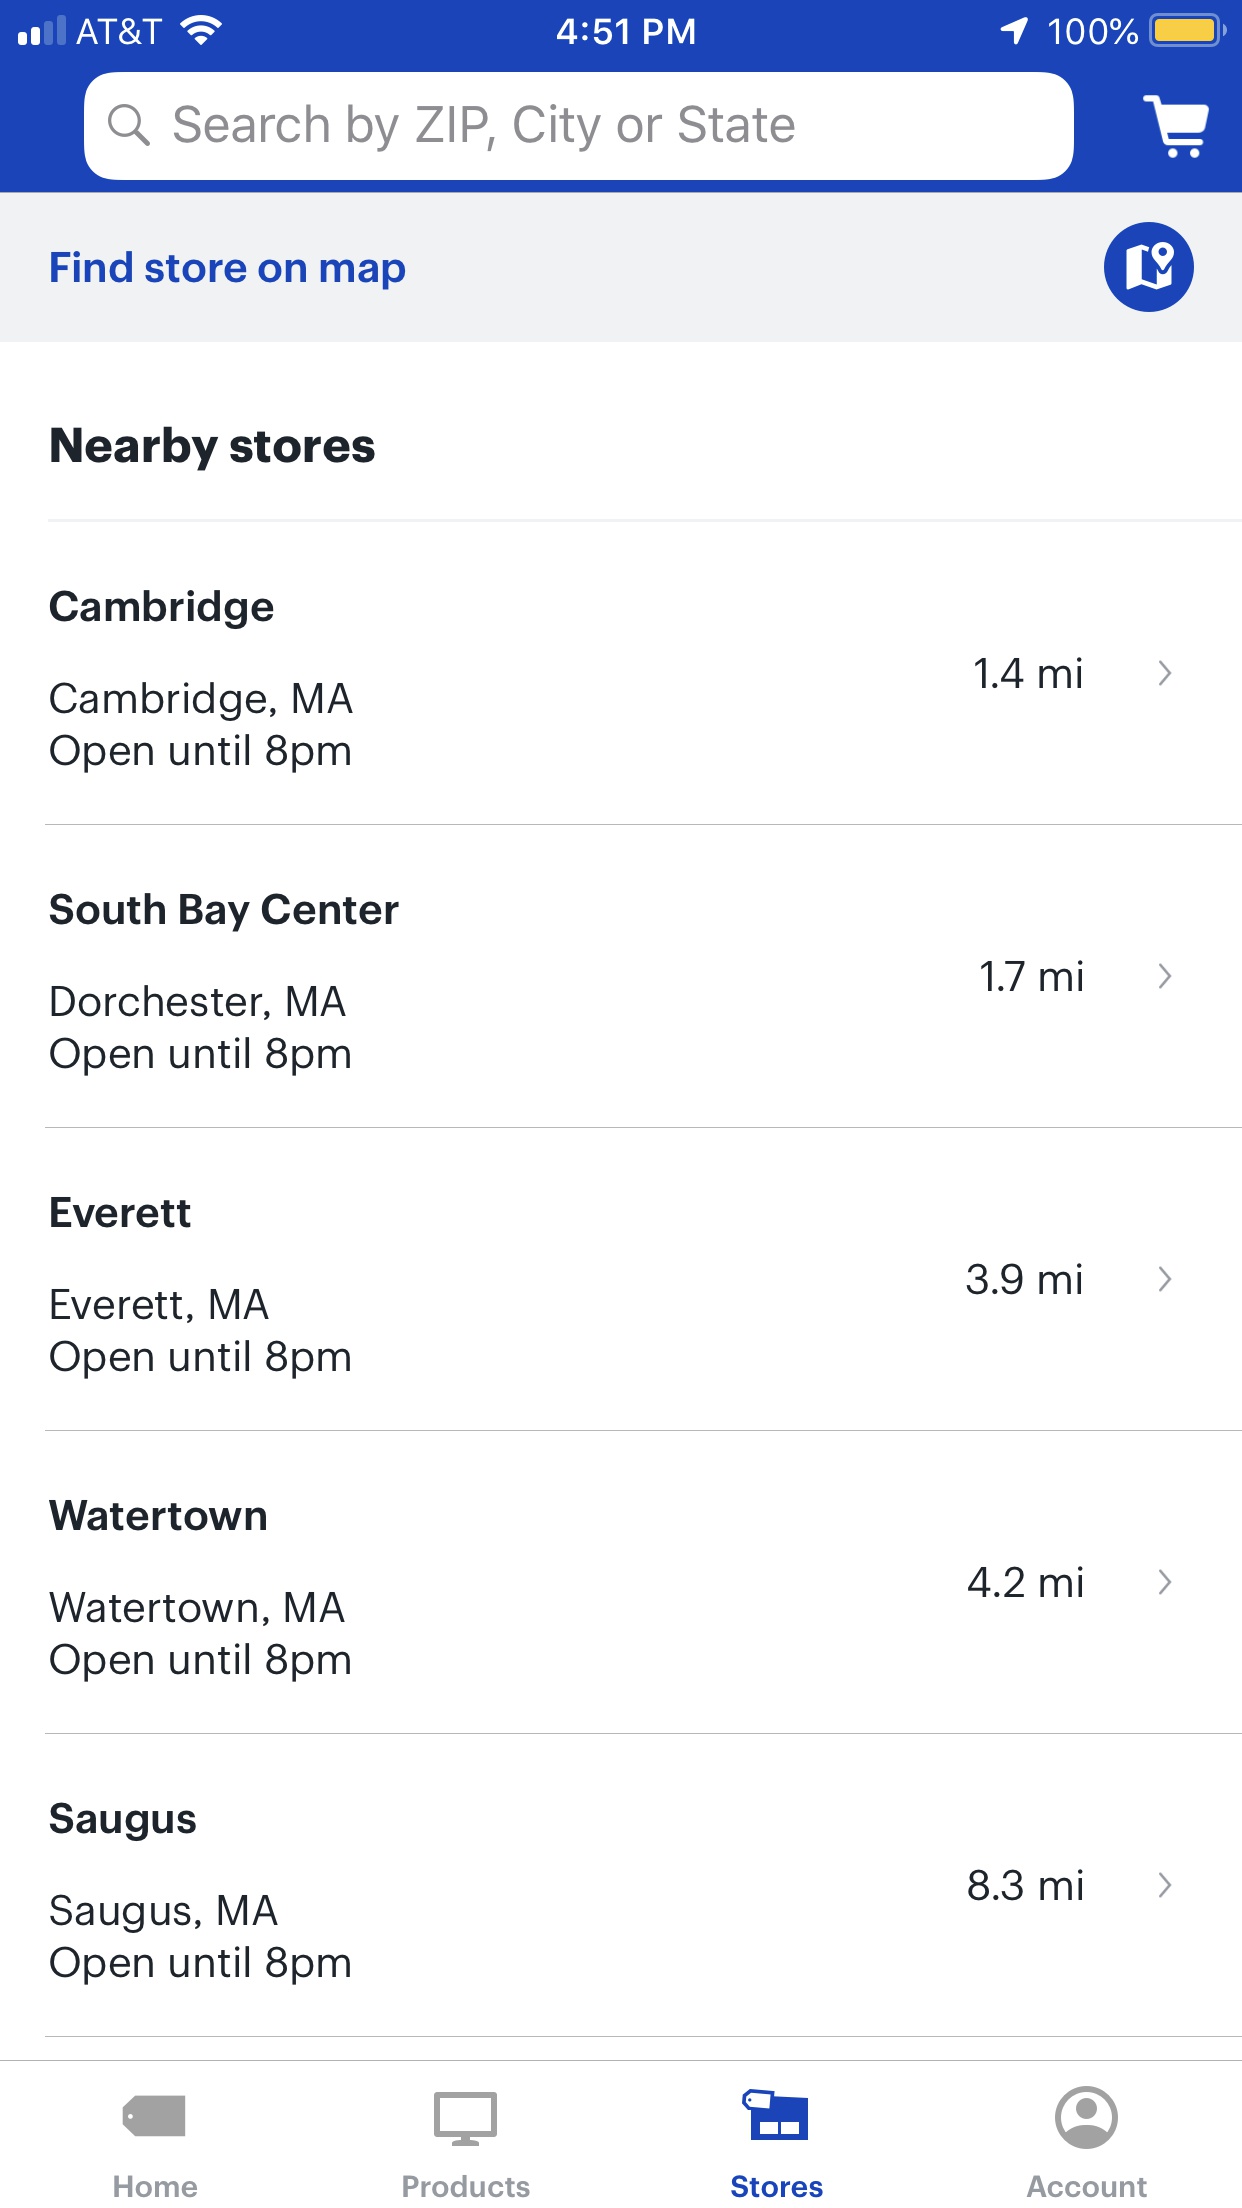 AT&T 4:51 PM 100%
Search by ZIP, City or State
Find store on map
Nearby stores
Cambridge
1.4 mi
Cambridge, MA
Open until 8pm
South Bay Center
1.7 mi
Dorchester, MA
Open until 8pm
Everett
3.9 mi
Everett, MA
Open until 8pm
Watertown
4.2 mi
Watertown, MA
Open until 8pm
Saugus
8.3 mi
Saugus, MA
Open until 8pm
Home Products Stores Account